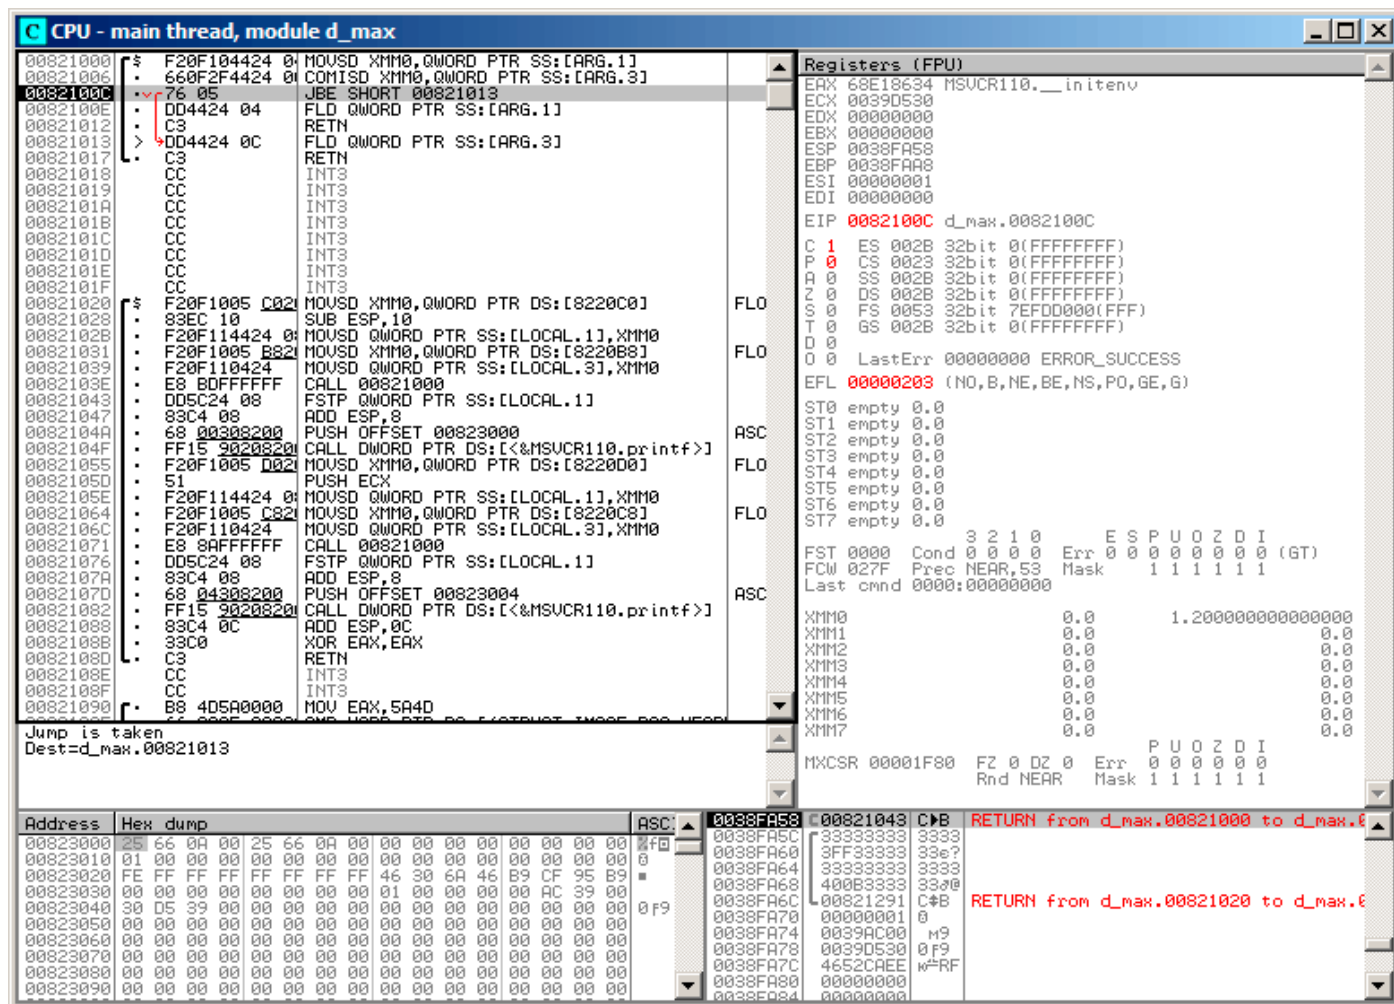 C CPU - main thread, module d_max
00821000 $ F20F104424 0 MOVSD XMM0,QWORD PTR SS:[ARG.1]
00821006 · 660F2F4424 0 COMISD XMM0,QWORD PTR SS:[ARG.3]
0082100C · 76 05 JBE SHORT 00821013
0082100E · DD4424 04 FLD QWORD PTR SS:[ARG.1]
00821012 · C3 RETN
00821013 > DD4424 0C FLD QWORD PTR SS:[ARG.3]
00821017 · C3 RETN
00821018 CC INT3
00821019 CC INT3
0082101A CC INT3
0082101B CC INT3
0082101C CC INT3
0082101D CC INT3
0082101E CC INT3
0082101F CC INT3
00821020 $ F20F1005 C02 MOVSD XMM0,QWORD PTR DS:[8220C0] FLO
00821028 · 83EC 10 SUB ESP,10
0082102B · F20F114424 0 MOVSD QWORD PTR SS:[LOCAL.1],XMM0
00821031 · F20F1005 B82 MOVSD XMM0,QWORD PTR DS:[8220B8] FLO
00821039 · F20F110424 MOVSD QWORD PTR SS:[LOCAL.3],XMM0
0082103E · E8 BDFFFFFF CALL 00821000
00821043 · DD5C24 08 FSTP QWORD PTR SS:[LOCAL.1]
00821047 · 83C4 08 ADD ESP,8
0082104A · 68 00308200 PUSH OFFSET 00823000 ASC
0082104F · FF15 9020820 CALL DWORD PTR DS:[<&MSVCR110.printf>]
00821055 · F20F1005 D02 MOVSD XMM0,QWORD PTR DS:[8220D0] FLO
0082105D · 51 PUSH ECX
0082105E · F20F114424 0 MOVSD QWORD PTR SS:[LOCAL.1],XMM0
00821064 · F20F1005 C82 MOVSD XMM0,QWORD PTR DS:[8220C8] FLO
0082106C · F20F110424 MOVSD QWORD PTR SS:[LOCAL.3],XMM0
00821071 · E8 8AFFFFFF CALL 00821000
00821076 · DD5C24 08 FSTP QWORD PTR SS:[LOCAL.1]
0082107A · 83C4 08 ADD ESP,8
0082107D · 68 04308200 PUSH OFFSET 00823004 ASC
00821082 · FF15 9020820 CALL DWORD PTR DS:[<&MSVCR110.printf>]
00821088 · 83C4 0C ADD ESP,0C
0082108B · 33C0 XOR EAX,EAX
0082108D · C3 RETN
0082108E CC INT3
0082108F CC INT3
00821090 · B8 4D5A0000 MOV EAX,5A4D
Jump is taken
Dest=d_max.00821013
Registers (FPU)
EAX 68E18634 MSVCR110.__initenv
ECX 0039D530
EDX 00000000
EBX 00000000
ESP 0038FA58
EBP 0038FAA8
ESI 00000001
EDI 00000000
EIP 0082100C d_max.0082100C
C 1 ES 002B 32bit 0(FFFFFFFF)
P 0 CS 0023 32bit 0(FFFFFFFF)
A 0 SS 002B 32bit 0(FFFFFFFF)
Z 0 DS 002B 32bit 0(FFFFFFFF)
S 0 FS 0053 32bit 7EFDD000(FFF)
T 0 GS 002B 32bit 0(FFFFFFFF)
D 0
O 0 LastErr 00000000 ERROR_SUCCESS
EFL 00000203 (NO,B,NE,BE,NS,PO,GE,G)
ST0 empty 0.0
ST1 empty 0.0
ST2 empty 0.0
ST3 empty 0.0
ST4 empty 0.0
ST5 empty 0.0
ST6 empty 0.0
ST7 empty 0.0
3 2 1 0 E S P U O Z D I
FST 0000 Cond 0 0 0 0 Err 0 0 0 0 0 0 0 0 (GT)
FCW 027F Prec NEAR,53 Mask 1 1 1 1 1 1
Last cmnd 0000:00000000
XMM0 0.0 1.200000000000000
XMM1 0.0 0.0
XMM2 0.0 0.0
XMM3 0.0 0.0
XMM4 0.0 0.0
XMM5 0.0 0.0
XMM6 0.0 0.0
XMM7 0.0 0.0
P U O Z D I
MXCSR 00001F80 FZ 0 DZ 0 Err 0 0 0 0 0 0
Rnd NEAR Mask 1 1 1 1 1 1
Address Hex dump ASC
00823000 25 66 0A 00 25 66 0A 00 00 00 00 00 00 00 00 00 %f
00823010 01 00 00 00 00 00 00 00 00 00 00 00 00 00 00 00
00823020 FE FF FF FF FF FF FF FF 46 30 6A 46 B9 CF 95 B9
00823030 00 00 00 00 00 00 00 00 01 00 00 00 00 AC 39 00
00823040 30 D5 39 00 00 00 00 00 00 00 00 00 00 00 00 00 0╒9
00823050 00 00 00 00 00 00 00 00 00 00 00 00 00 00 00 00
00823060 00 00 00 00 00 00 00 00 00 00 00 00 00 00 00 00
00823070 00 00 00 00 00 00 00 00 00 00 00 00 00 00 00 00
00823080 00 00 00 00 00 00 00 00 00 00 00 00 00 00 00 00
00823090 00 00 00 00 00 00 00 00 00 00 00 00 00 00 00 00
0038FA58 00821043 C►B RETURN from d_max.00821000 to d_max.
0038FA5C 33333333 3333
0038FA60 3FF33333 33
0038FA64 33333333 3333
0038FA68 400B3333 33♂@
0038FA6C 00821291 B RETURN from d_max.00821020 to d_max.
0038FA70 00000001
0038FA74 0039AC00 9
0038FA78 0039D530 0╒9
0038FA7C 4652CAEE RF
0038FA80 00000000
0038FA84 00000000